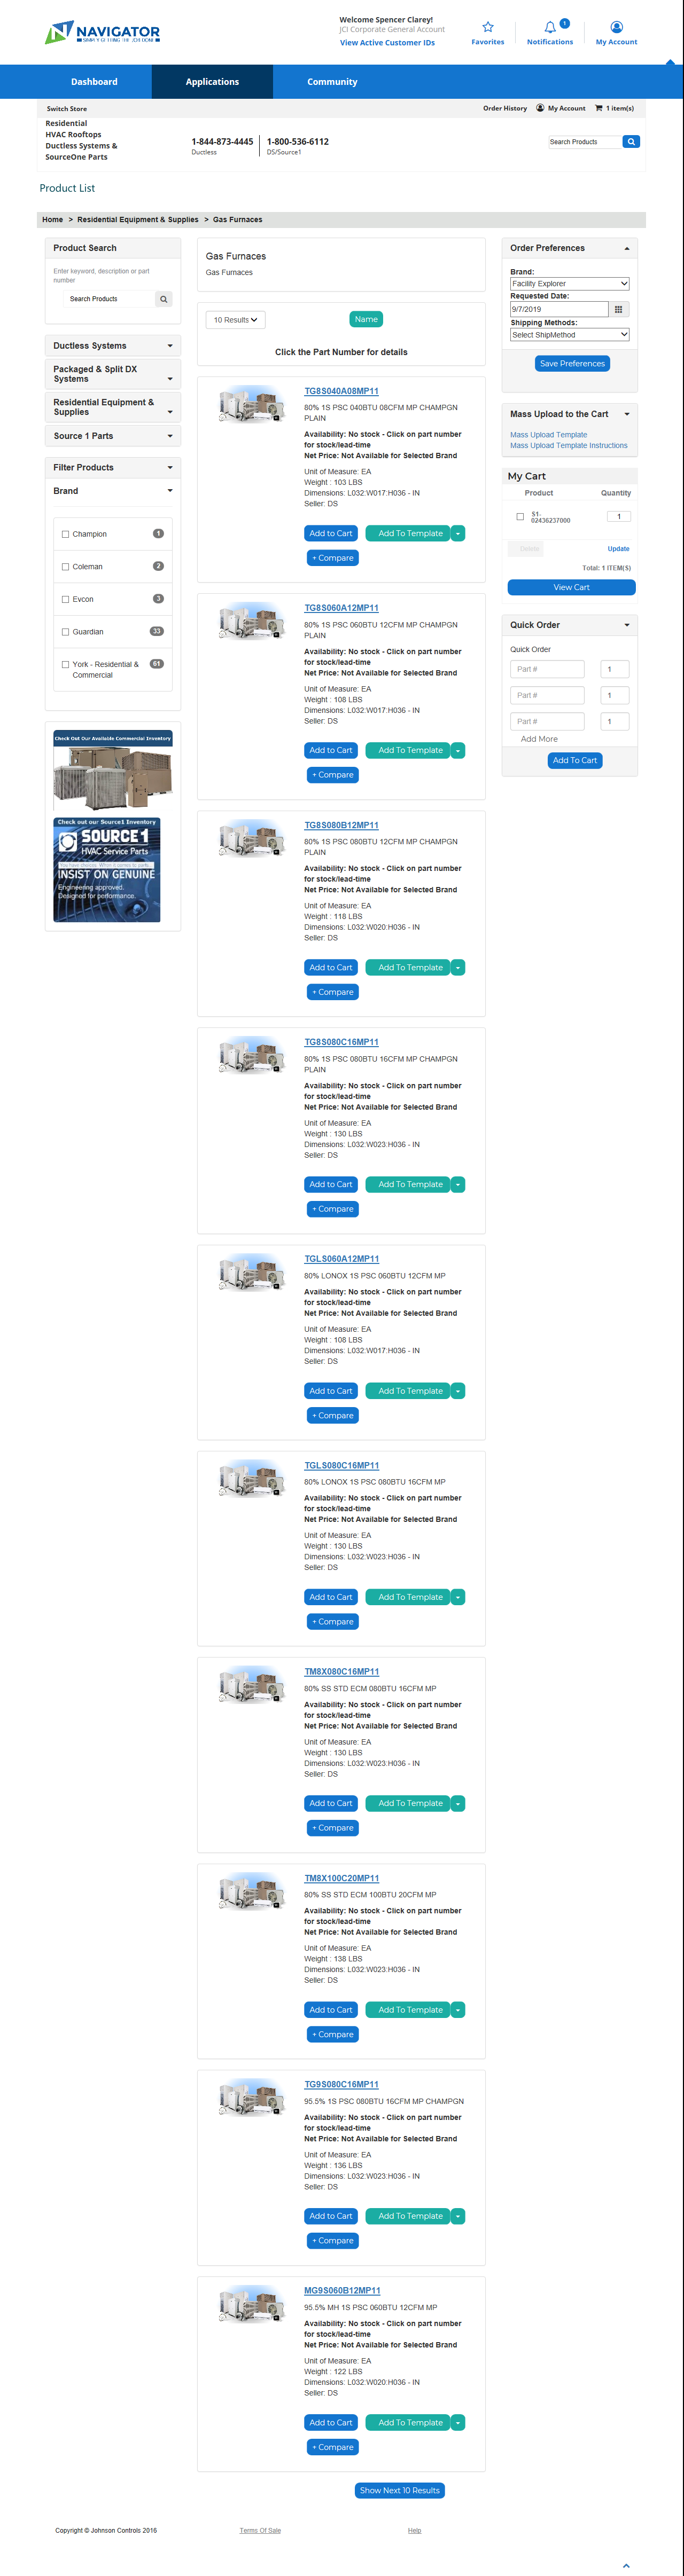 NAVIGATOR
Welcome Spencer Clarey!
JCI Corporate General Account
View Active Customer IDs
Favorites
1
Notifications
My Account
Dashboard
Applications
Community
Switch Store
Order History
My Account
1 item(s)
Residential
HVAC Rooftops
Ductless Systems &
SourceOne Parts
1-844-873-4445
Ductless
1-800-536-6112
DS/Source1
Search Products
Product List
Home > Residential Equipment & Supplies > Gas Furnaces
Product Search
Enter keyword, description or part
number
Search Products
Ductless Systems
Packaged & Split DX
Systems
Residential Equipment &
Supplies
Source 1 Parts
Filter Products
Brand
Champion 1
Coleman 2
Evcon 3
Guardian 33
York - Residential & 61
Commercial
Check Out Our Available Commercial Inventory
Check out our Source1 Inventory
SOURCE1
HVAC Service Parts
You have choices. When it comes to parts...
INSIST ON GENUINE
Engineering approved.
Designed for performance.
Gas Furnaces
Gas Furnaces
10 Results
Name
Click the Part Number for details
TG8S040A08MP11
80% 1S PSC 040BTU 08CFM MP CHAMPGN
PLAIN
Availability: No stock - Click on part number
for stock/lead-time
Net Price: Not Available for Selected Brand
Unit of Measure: EA
Weight : 103 LBS
Dimensions: L032:W017:H036 - IN
Seller: DS
Add to Cart
Add To Template
+ Compare
TG8S060A12MP11
80% 1S PSC 060BTU 12CFM MP CHAMPGN
PLAIN
Availability: No stock - Click on part number
for stock/lead-time
Net Price: Not Available for Selected Brand
Unit of Measure: EA
Weight : 108 LBS
Dimensions: L032:W017:H036 - IN
Seller: DS
Add to Cart
Add To Template
+ Compare
TG8S080B12MP11
80% 1S PSC 080BTU 12CFM MP CHAMPGN
PLAIN
Availability: No stock - Click on part number
for stock/lead-time
Net Price: Not Available for Selected Brand
Unit of Measure: EA
Weight : 118 LBS
Dimensions: L032:W020:H036 - IN
Seller: DS
Add to Cart
Add To Template
+ Compare
TG8S080C16MP11
80% 1S PSC 080BTU 16CFM MP CHAMPGN
PLAIN
Availability: No stock - Click on part number
for stock/lead-time
Net Price: Not Available for Selected Brand
Unit of Measure: EA
Weight : 130 LBS
Dimensions: L032:W023:H036 - IN
Seller: DS
Add to Cart
Add To Template
+ Compare
TGLS060A12MP11
80% LONOX 1S PSC 060BTU 12CFM MP
Availability: No stock - Click on part number
for stock/lead-time
Net Price: Not Available for Selected Brand
Unit of Measure: EA
Weight : 108 LBS
Dimensions: L032:W017:H036 - IN
Seller: DS
Add to Cart
Add To Template
+ Compare
TGLS080C16MP11
80% LONOX 1S PSC 080BTU 16CFM MP
Availability: No stock - Click on part number
for stock/lead-time
Net Price: Not Available for Selected Brand
Unit of Measure: EA
Weight : 130 LBS
Dimensions: L032:W023:H036 - IN
Seller: DS
Add to Cart
Add To Template
+ Compare
TM8X080C16MP11
80% SS STD ECM 080BTU 16CFM MP
Availability: No stock - Click on part number
for stock/lead-time
Net Price: Not Available for Selected Brand
Unit of Measure: EA
Weight : 130 LBS
Dimensions: L032:W023:H036 - IN
Seller: DS
Add to Cart
Add To Template
+ Compare
TM8X100C20MP11
80% SS STD ECM 100BTU 20CFM MP
Availability: No stock - Click on part number
for stock/lead-time
Net Price: Not Available for Selected Brand
Unit of Measure: EA
Weight : 138 LBS
Dimensions: L032:W023:H036 - IN
Seller: DS
Add to Cart
Add To Template
+ Compare
TG9S080C16MP11
95.5% 1S PSC 080BTU 16CFM MP CHAMPGN
Availability: No stock - Click on part number
for stock/lead-time
Net Price: Not Available for Selected Brand
Unit of Measure: EA
Weight : 136 LBS
Dimensions: L032:W023:H036 - IN
Seller: DS
Add to Cart
Add To Template
+ Compare
MG9S060B12MP11
95.5% MH 1S PSC 060BTU 12CFM MP
Availability: No stock - Click on part number
for stock/lead-time
Net Price: Not Available for Selected Brand
Unit of Measure: EA
Weight : 122 LBS
Dimensions: L032:W020:H036 - IN
Seller: DS
Add to Cart
Add To Template
+ Compare
Show Next 10 Results
Order Preferences
Brand:
Facility Explorer
Requested Date:
9/7/2019
Shipping Methods:
Select ShipMethod
Save Preferences
Mass Upload to the Cart
Mass Upload Template
Mass Upload Template Instructions
My Cart
Product Quantity
S1-
02436237000
1
Delete
Update
Total: 1 ITEM(S)
View Cart
Quick Order
Quick Order
Part # 1
Part # 1
Part # 1
Add More
Add To Cart
Copyright © Johnson Controls 2016
Terms Of Sale
Help